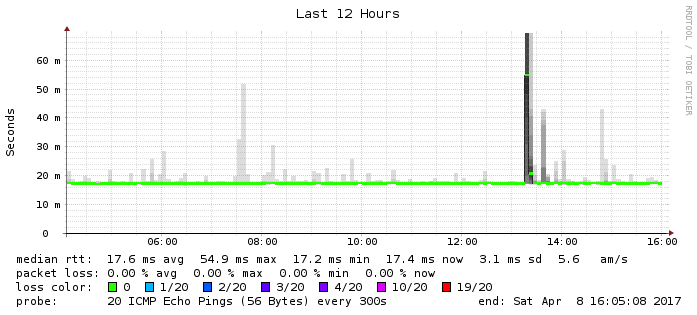 Last 12 Hours
RRDTOOL / TOBI OETIKER
Seconds
60 m
50 m
40 m
30 m
20 m
10 m
0
06:00 08:00 10:00 12:00 14:00 16:00
median rtt: 17.6 ms avg 54.9 ms max 17.2 ms min 17.4 ms now 3.1 ms sd 5.6 am/s
packet loss: 0.00 % avg 0.00 % max 0.00 % min 0.00 % now
loss color: 0 1/20 2/20 3/20 4/20 10/20 19/20
probe: 20 ICMP Echo Pings (56 Bytes) every 300s end: Sat Apr 8 16:05:08 2017